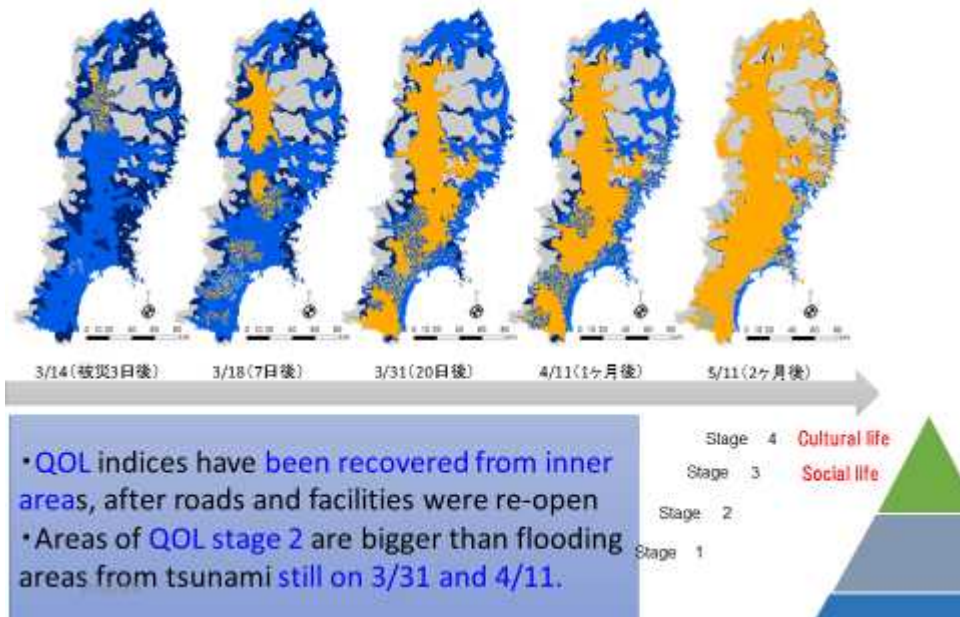 3/14(被災3日後)
3/18(7日後)
3/31(20日後)
4/11(1ヶ月後)
5/11(2ヶ月後)
・QOL indices have been recovered from inner
areas, after roads and facilities were re-open
・Areas of QOL stage 2 are bigger than flooding
areas from tsunami still on 3/31 and 4/11.
Stage 4 Cultural life
Stage 3 Social life
Stage 2
Stage 1